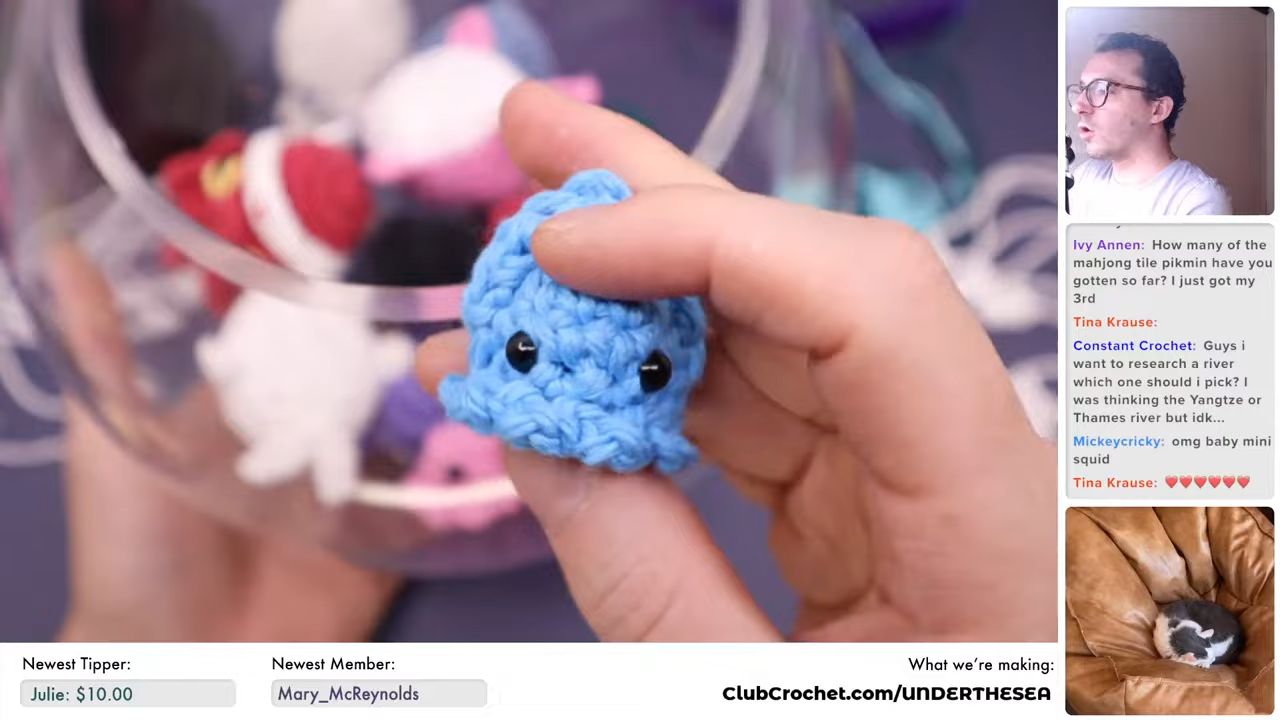 Ivy Annen: How many of the
mahjong tile pikmin have you
gotten so far? I just got my
3rd
Tina Krause:
Constant Crochet: Guys i
want to research a river
which one should i pick? I
was thinking the Yangtze or
Thames river but idk...
Mickeycricky: omg baby mini
squid
Tina Krause: ❤️❤️❤️❤️❤️❤️
Newest Tipper:
Julie: $10.00
Newest Member:
Mary_McReynolds
What we're making:
ClubCrochet.com/UNDERTHESEA